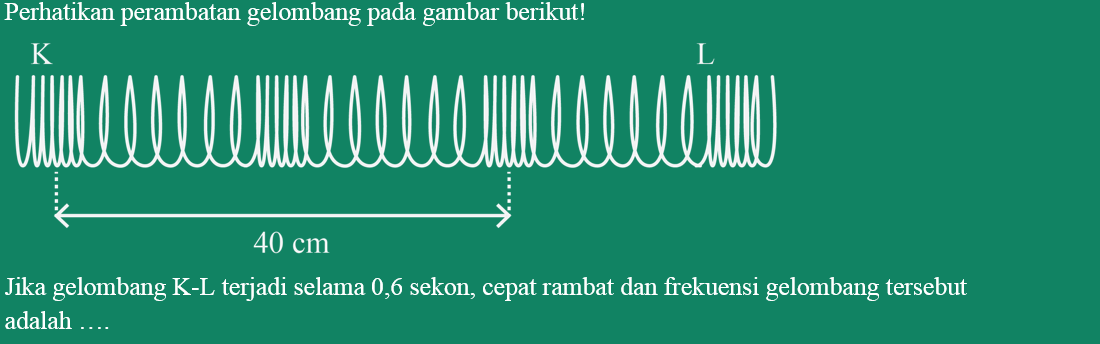 Perhatikan perambatan gelombang pada gambar berikut!
K L
40 cm
Jika gelombang K-L terjadi selama 0,6 sekon, cepat rambat dan frekuensi gelombang tersebut
adalah ….